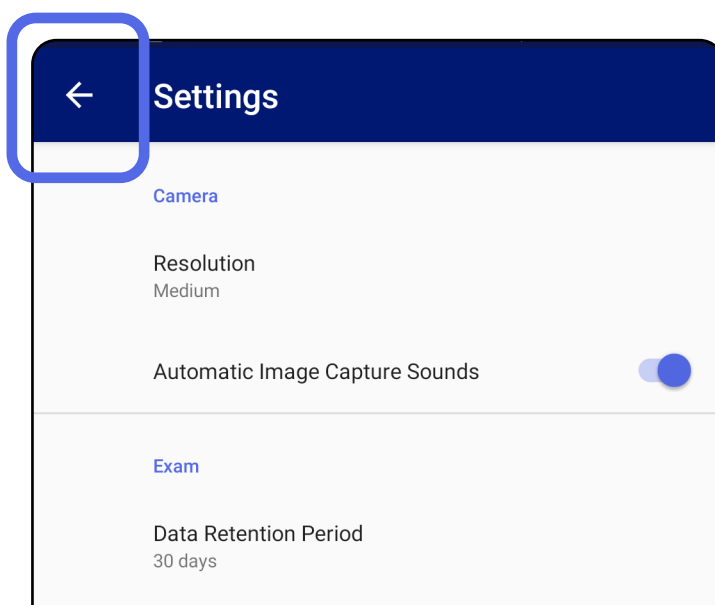 Settings
Camera
Resolution
Medium
Automatic Image Capture Sounds
Exam
Data Retention Period
30 days